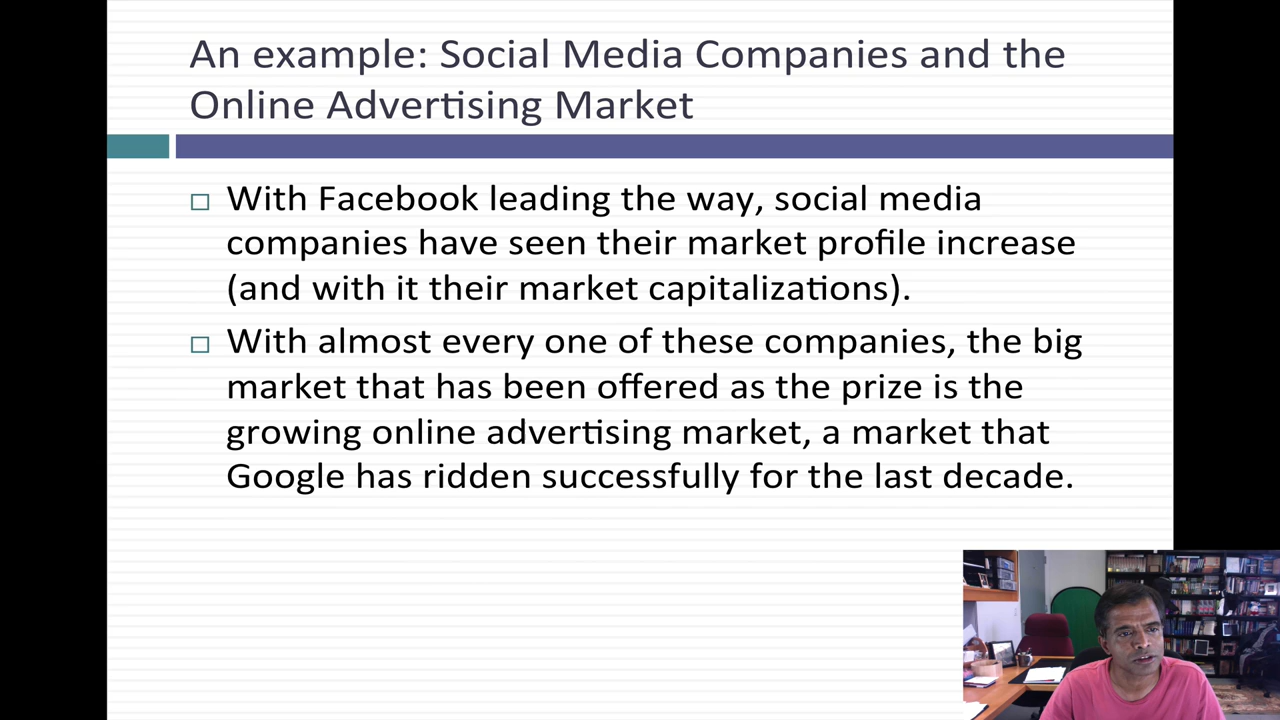 An example: Social Media Companies and the
Online Advertising Market
With Facebook leading the way, social media
companies have seen their market profile increase
(and with it their market capitalizations).
With almost every one of these companies, the big
market that has been offered as the prize is the
growing online advertising market, a market that
Google has ridden successfully for the last decade.